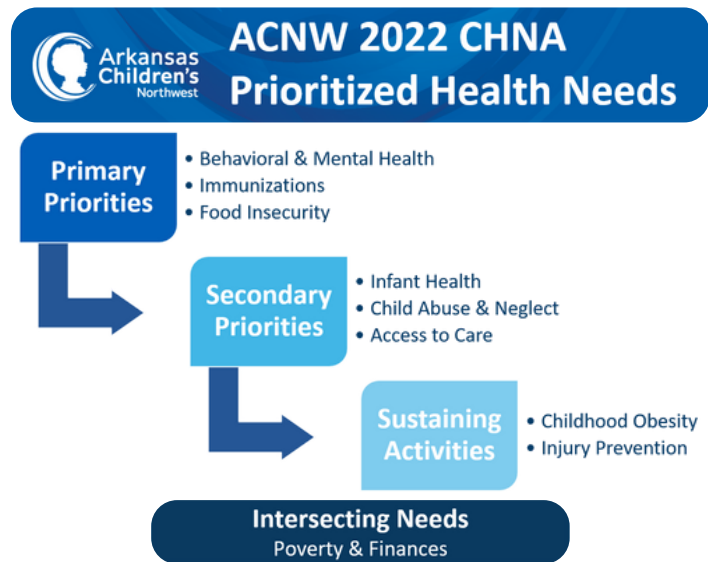 Arkansas
Children's
Northwest
ACNW 2022 CHNA
Prioritized Health Needs
Primary
Priorities
• Behavioral & Mental Health
• Immunizations
• Food Insecurity
Secondary
Priorities
• Infant Health
• Child Abuse & Neglect
• Access to Care
Sustaining
Activities
• Childhood Obesity
• Injury Prevention
Intersecting Needs
Poverty & Finances